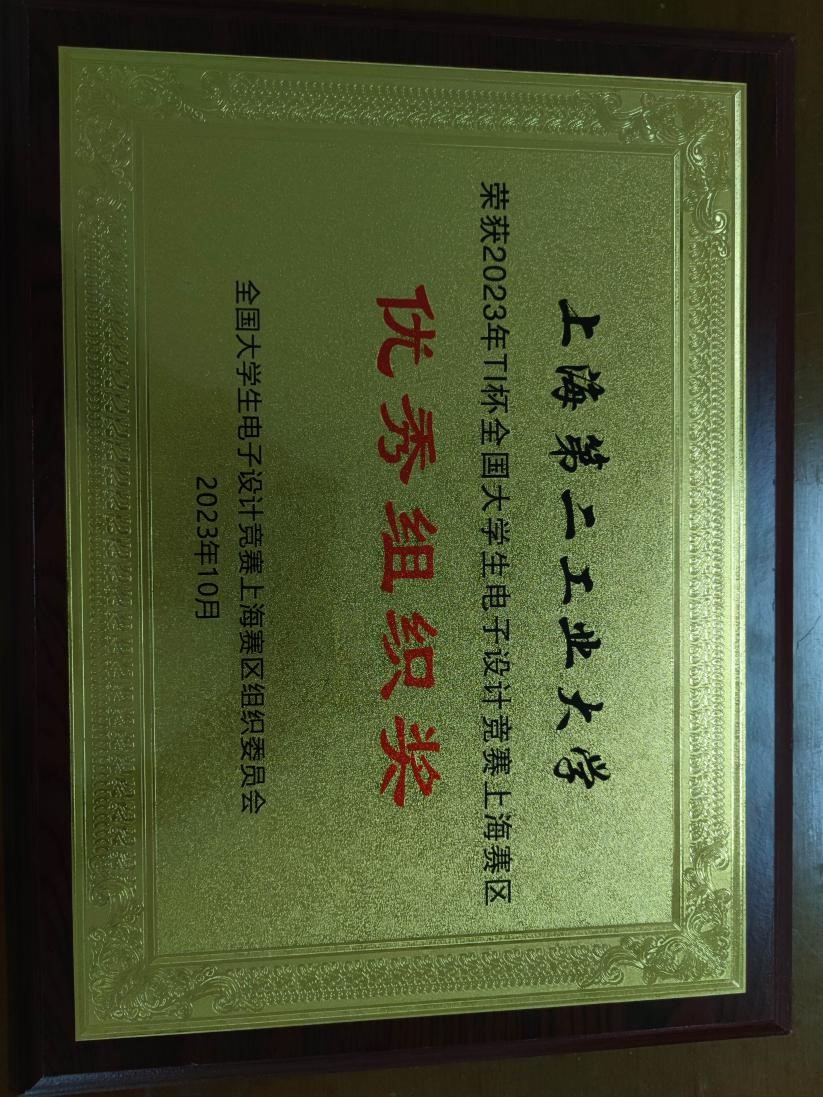 上海第二工业大学
荣获2023年TI杯全国大学生电子设计竞赛上海赛区
优秀组织奖
全国大学生电子设计竞赛上海赛区组织委员会
2023年10月